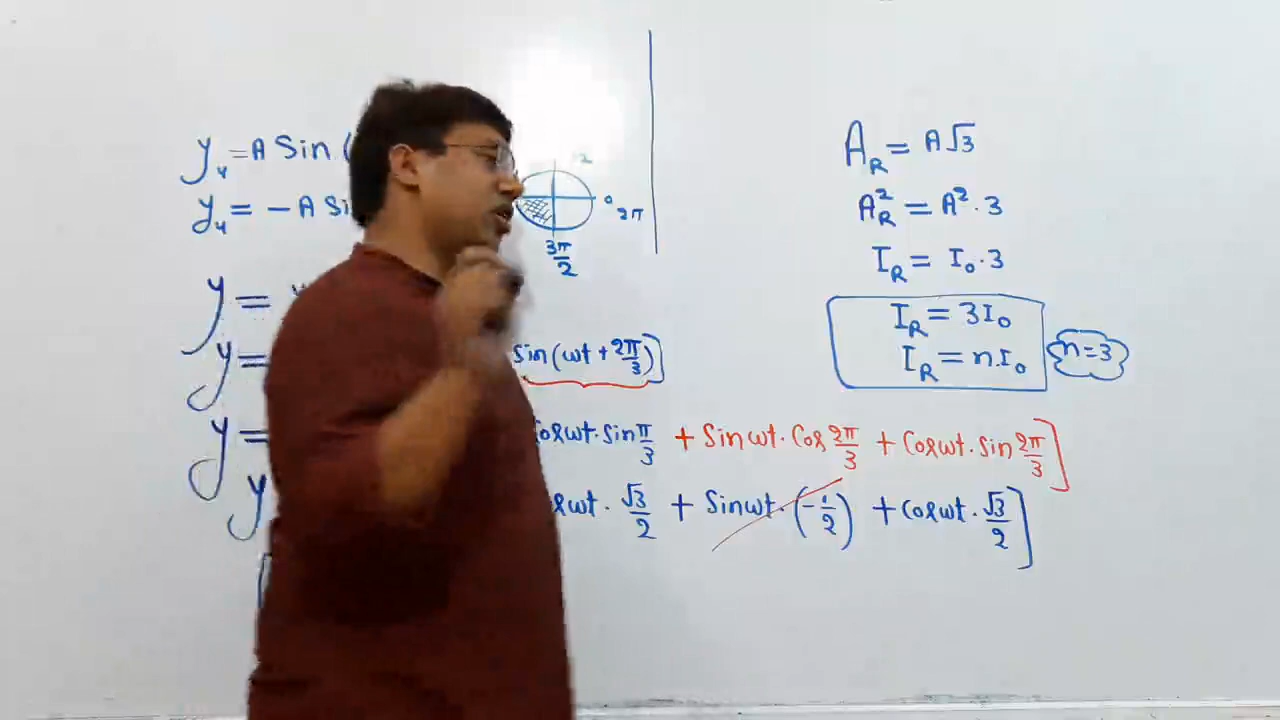 y₄ = A Sin (
y₄ = - A Si
0
2π
3π/2
y =
y = sin(ωt + 2π/3)]
y = Cosωt·sin π/3 + Sinωt·Cos 2π/3 + Cosωt·sin 2π/3]
y = Cosωt·√3/2 + Sinωt·(-1/2) + Cosωt·√3/2]
A_R = A√3
A_R² = A²·3
I_R = I₀·3
I_R = 3I₀
I_R = n.I₀
n=3